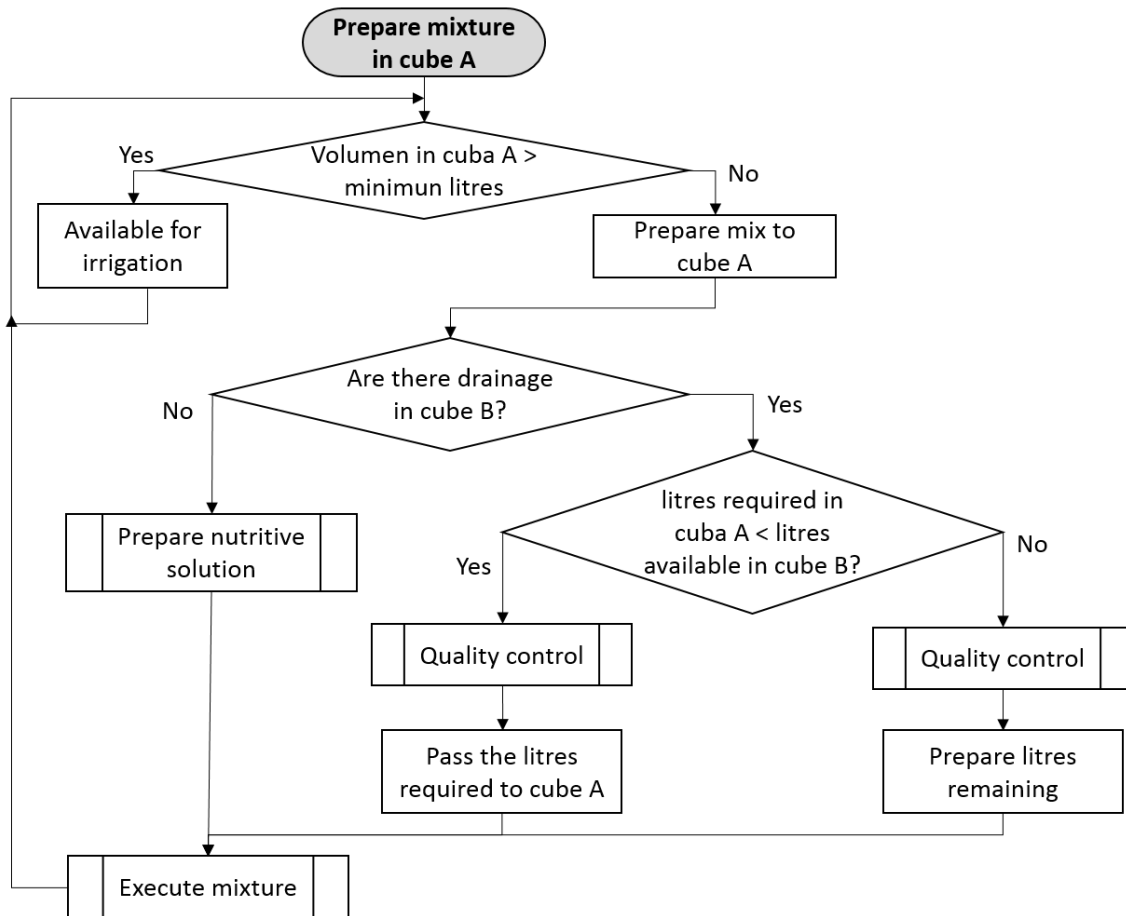 Prepare mixture
in cube A
Volumen in cuba A >
minimun litres
Yes
No
Available for
irrigation
Prepare mix to
cube A
Are there drainage
in cube B?
No
Yes
litres required in
cuba A < litres
available in cube B?
Yes
No
Prepare nutritive
solution
Quality control
Quality control
Pass the litres
required to cube A
Prepare litres
remaining
Execute mixture